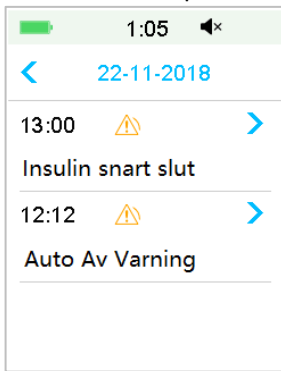 1:05
22-11-2018
13:00
Insulin snart slut
12:12
Auto Av Varning